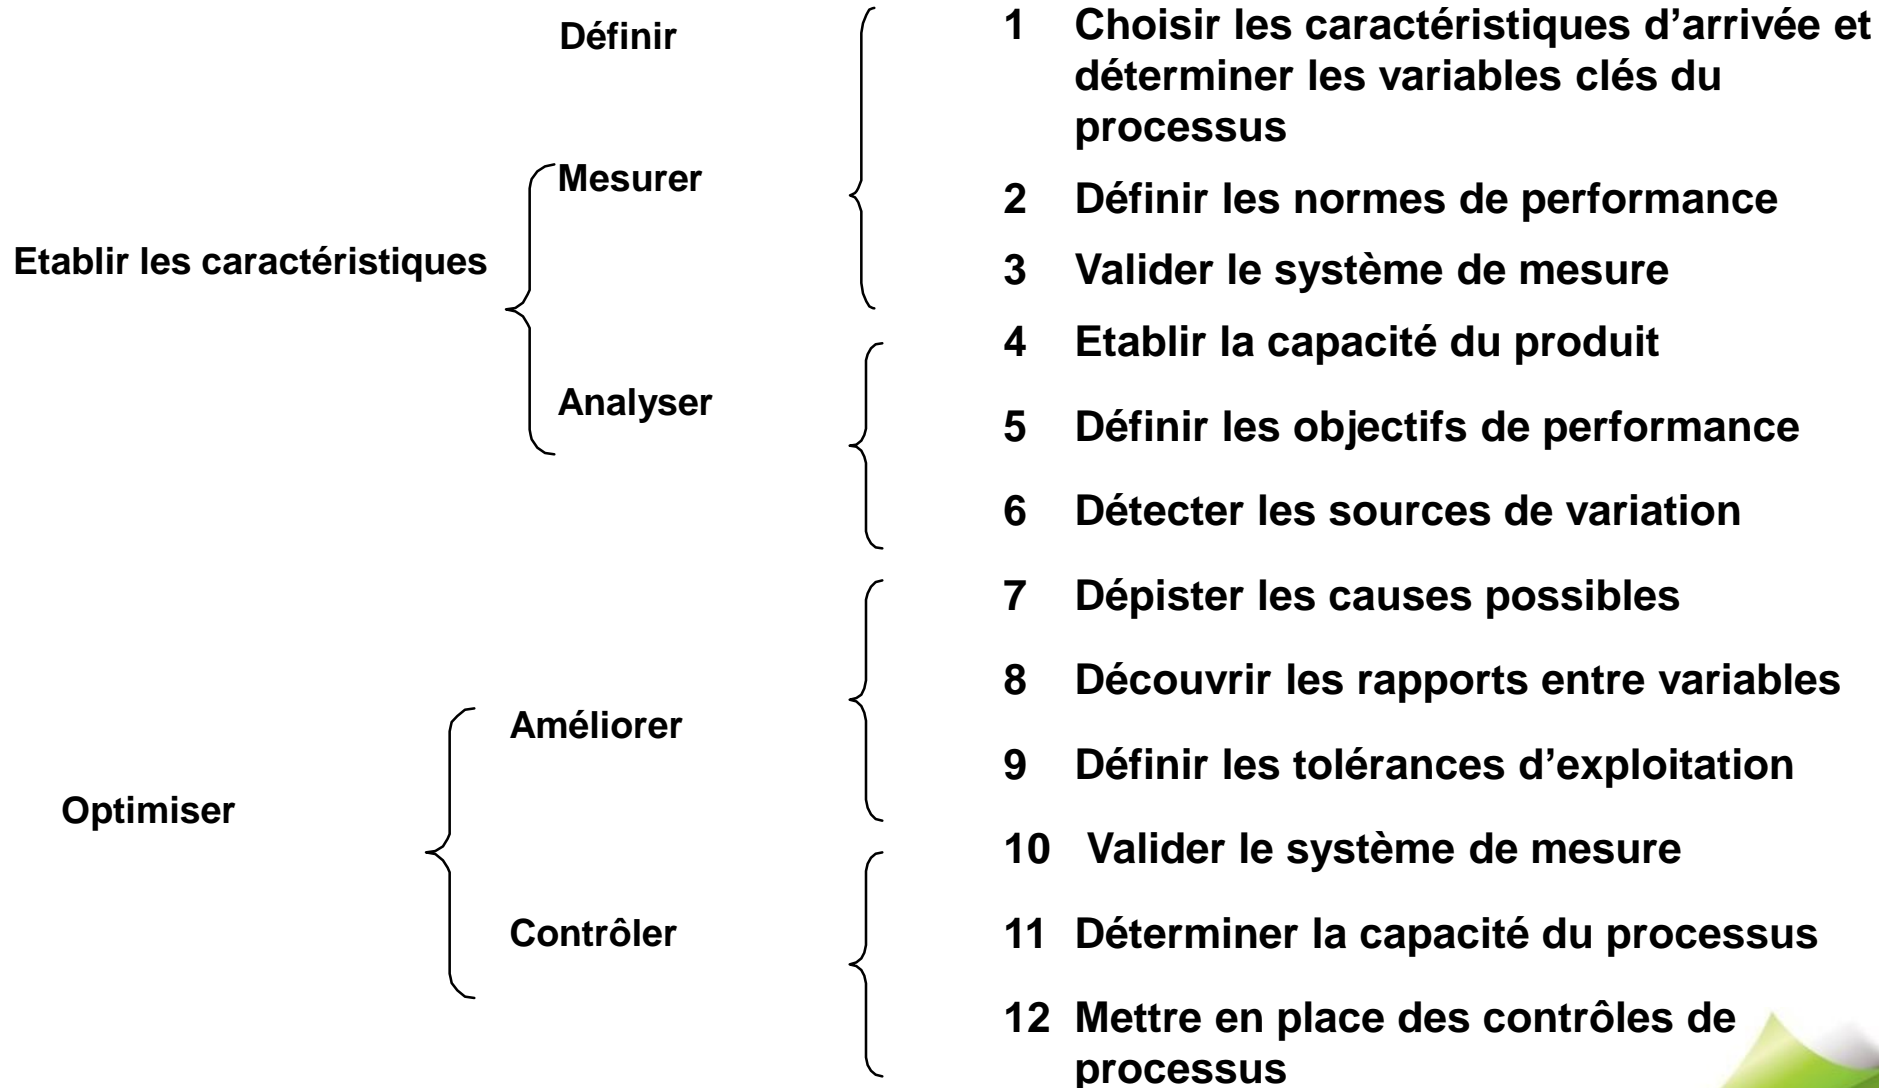 Définir
Mesurer
Etablir les caractéristiques
Analyser
Améliorer
Optimiser
Contrôler
1 Choisir les caractéristiques d’arrivée et
déterminer les variables clés du
processus
2 Définir les normes de performance
3 Valider le système de mesure
4 Etablir la capacité du produit
5 Définir les objectifs de performance
6 Détecter les sources de variation
7 Dépister les causes possibles
8 Découvrir les rapports entre variables
9 Définir les tolérances d’exploitation
10 Valider le système de mesure
11 Déterminer la capacité du processus
12 Mettre en place des contrôles de
processus